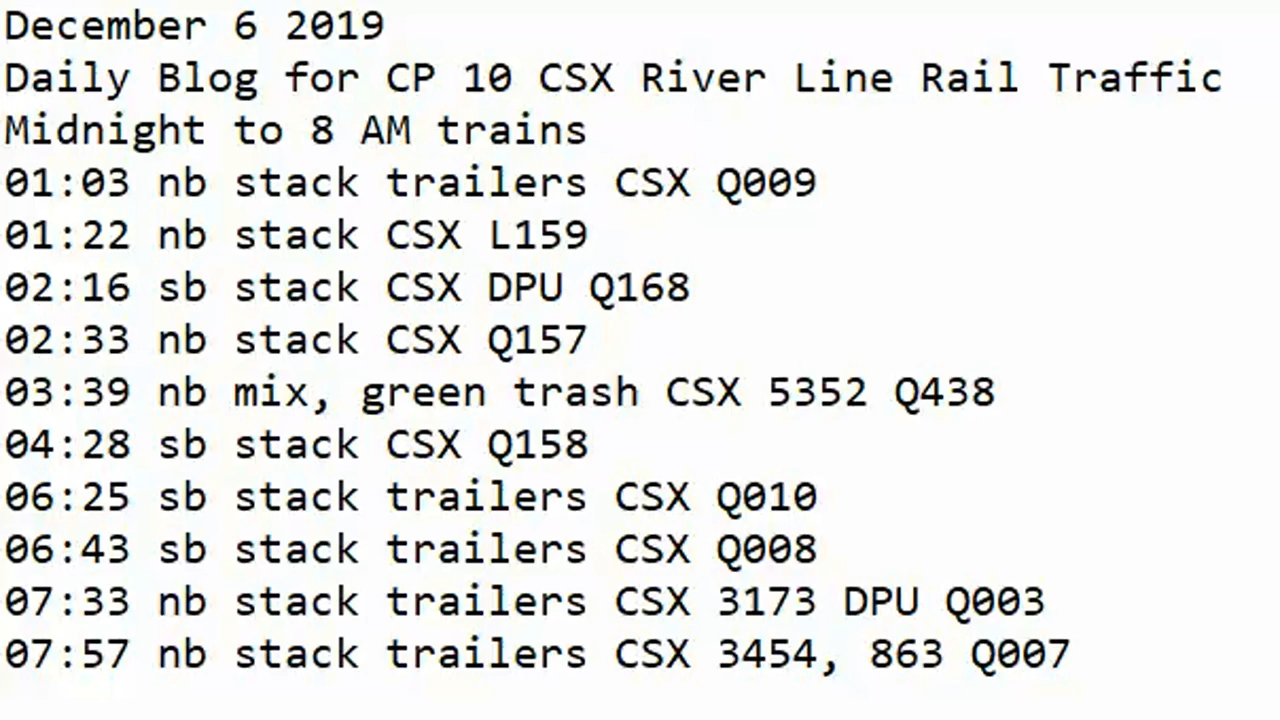 December 6 2019
Daily Blog for CP 10 CSX River Line Rail Traffic
Midnight to 8 AM trains
01:03 nb stack trailers CSX Q009
01:22 nb stack CSX L159
02:16 sb stack CSX DPU Q168
02:33 nb stack CSX Q157
03:39 nb mix, green trash CSX 5352 Q438
04:28 sb stack CSX Q158
06:25 sb stack trailers CSX Q010
06:43 sb stack trailers CSX Q008
07:33 nb stack trailers CSX 3173 DPU Q003
07:57 nb stack trailers CSX 3454, 863 Q007